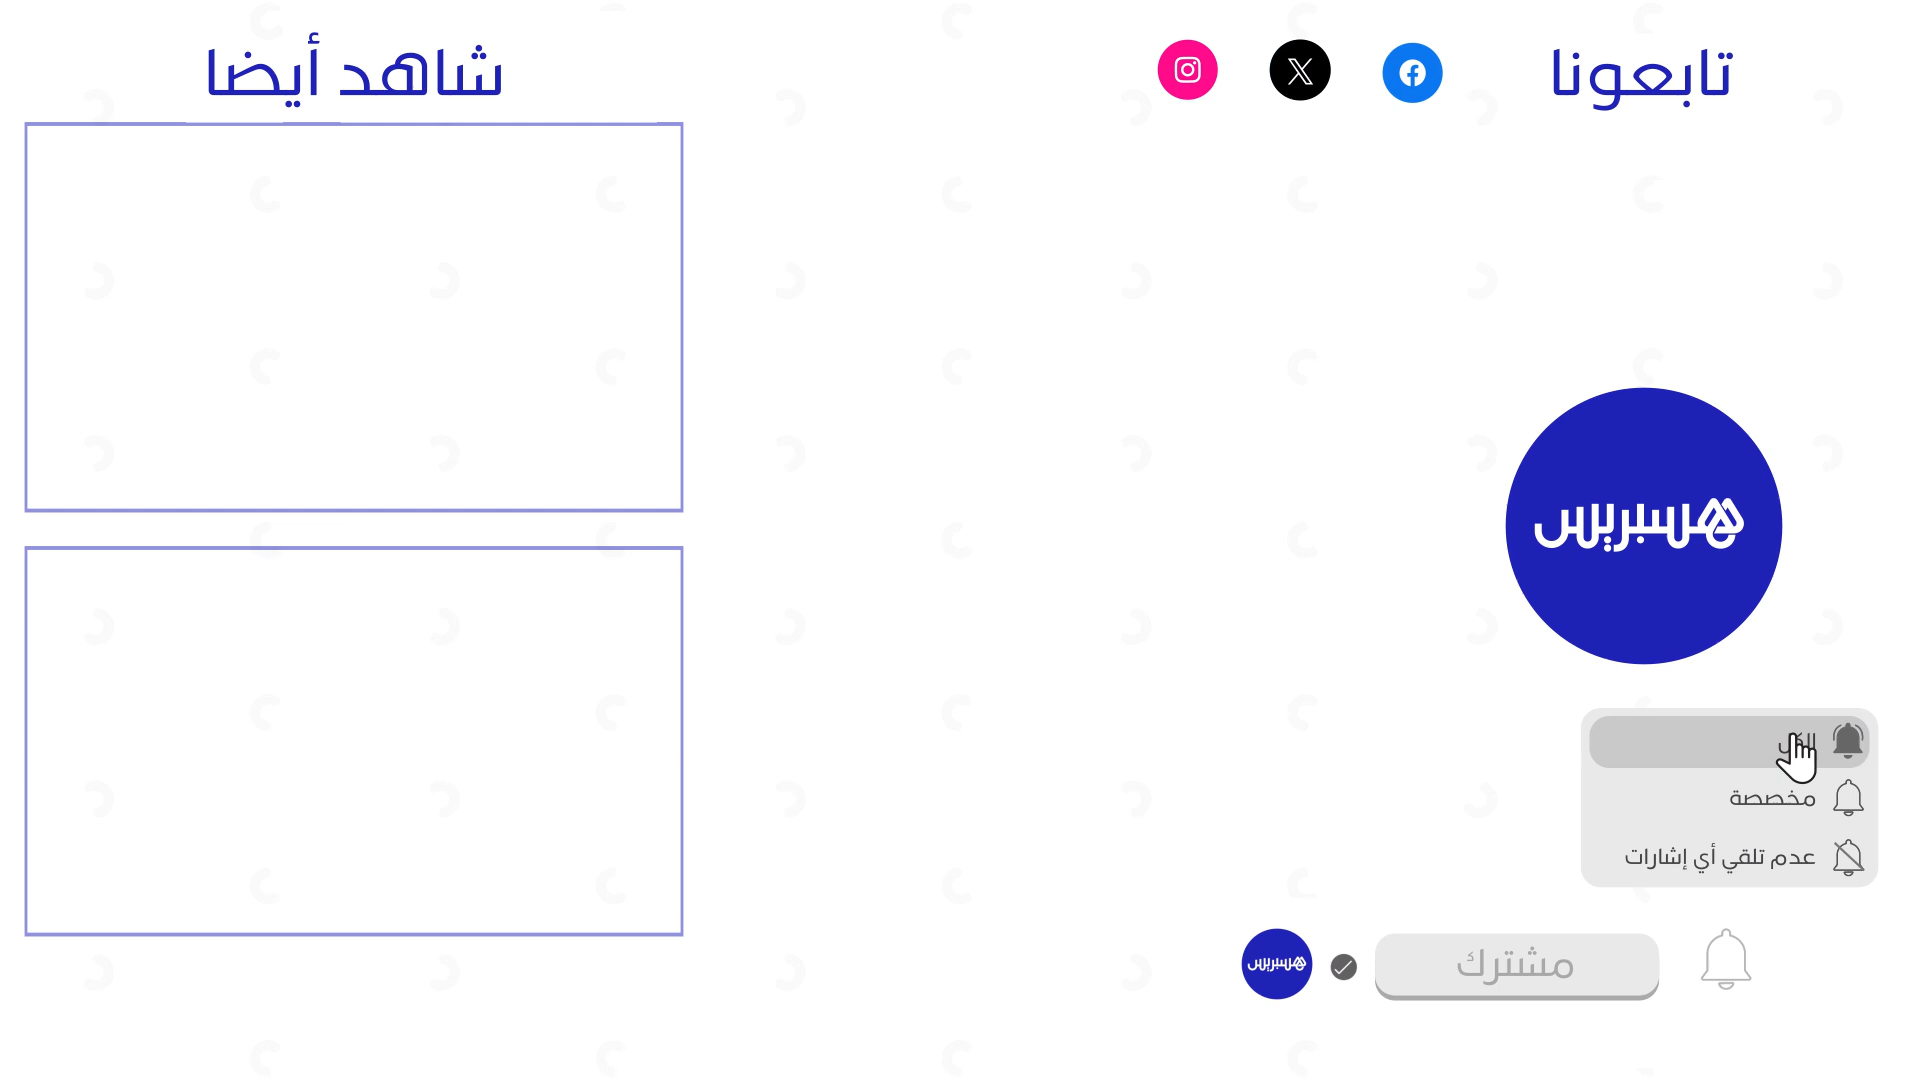 تابعونا
شاهد أيضا
هسبريس
الكل
مخصصة
عدم تلقي أي إشارات
مشترك
هسبريس